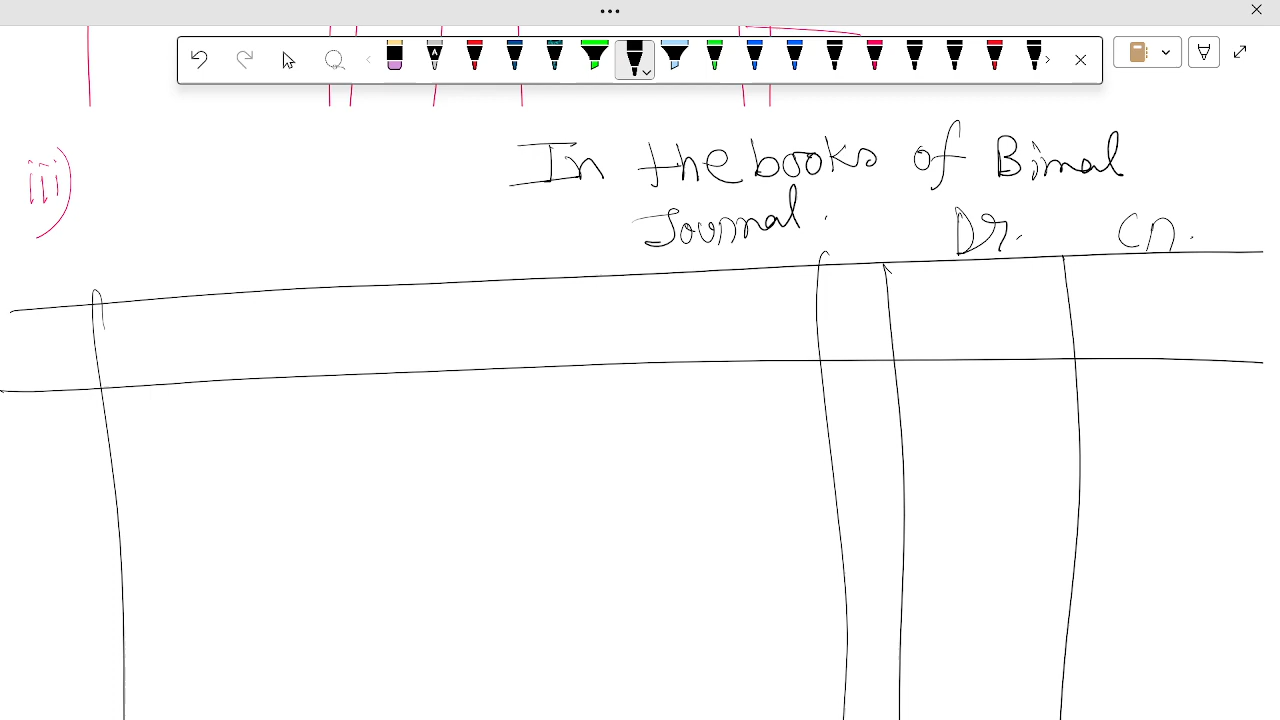 iii) In the books of Bimal
Journal. Dr. Cr.